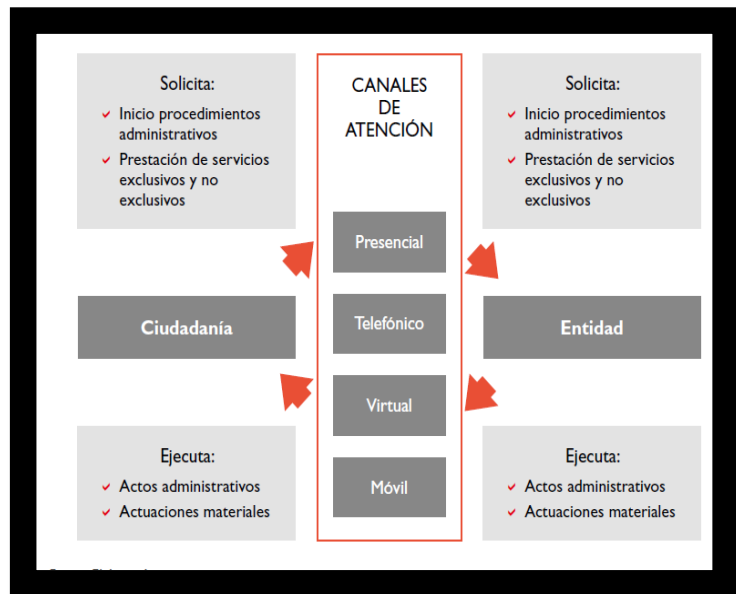 Solicita:
Inicio procedimientos
administrativos
Prestación de servicios
exclusivos y no
exclusivos
CANALES
DE
ATENCIÓN
Solicita:
Inicio procedimientos
administrativos
Prestación de servicios
exclusivos y no
exclusivos
Presencial
Ciudadanía
Telefónico
Entidad
Virtual
Móvil
Ejecuta:
Actos administrativos
Actuaciones materiales
Ejecuta:
Actos administrativos
Actuaciones materiales